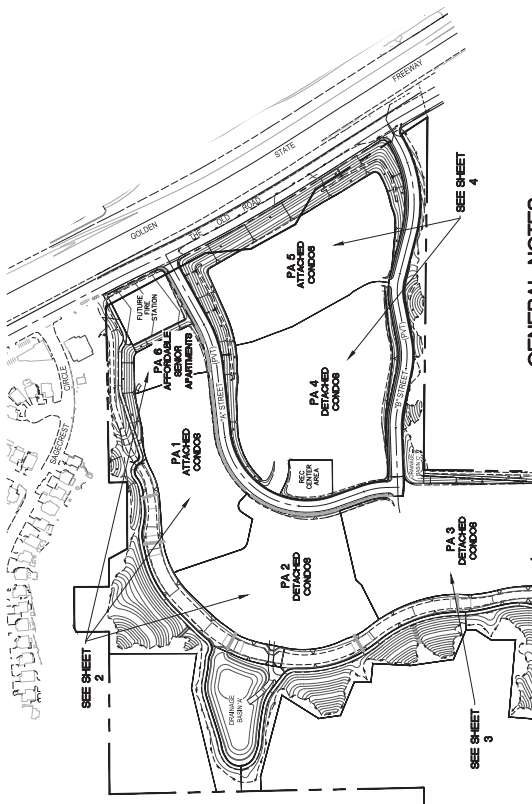 FREEWAY
STATE
GOLDEN
THE OLD ROAD
SEE SHEET
4
FUTURE
FIRE
STATION
PA 5
ATTACHED
CONDOS
PA 6
AFFORDABLE
SENIOR
APARTMENTS
CIRCLE
SAGECREST
'A' STREET (PVT)
PA 4
DETACHED
CONDOS
'B' STREET (PVT)
PA 1
ATTACHED
CONDOS
REC
CENTER
AREA
PA 2
DETACHED
CONDOS
PA 3
DETACHED
CONDOS
SEE SHEET
2
DRAINAGE
BASIN 'A'
SEE SHEET
3
GENERAL NOTES